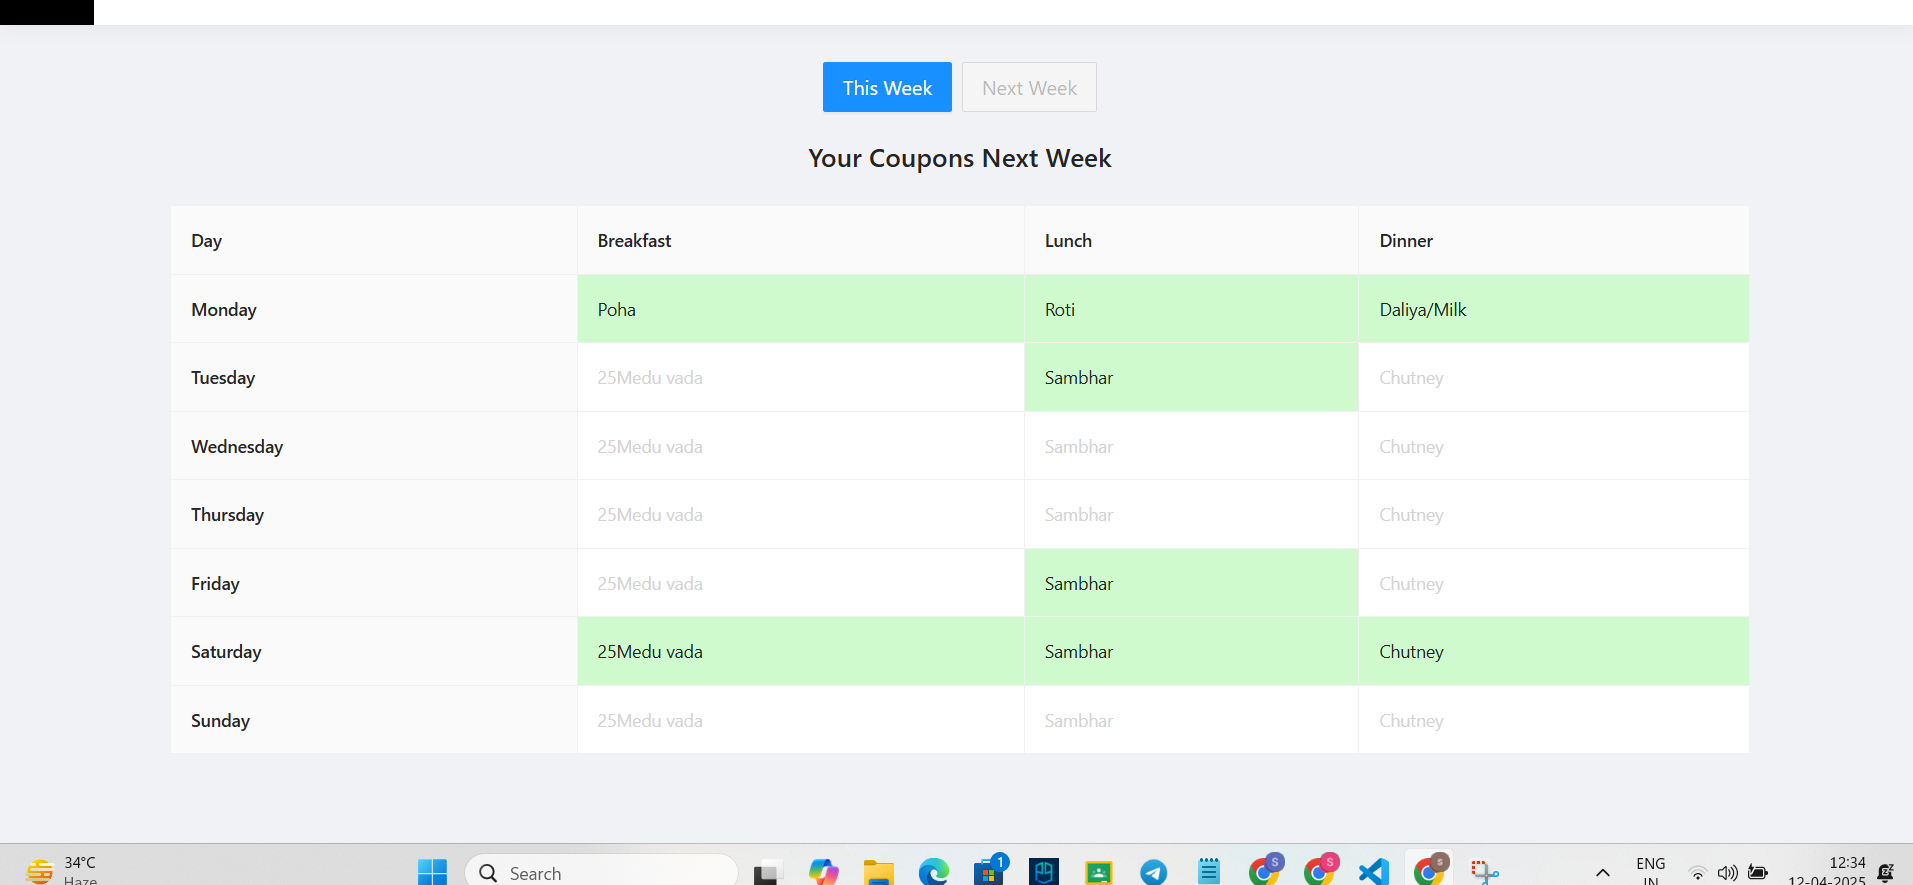 This Week Next Week
Your Coupons Next Week
Day Breakfast Lunch Dinner
Monday Poha Roti Daliya/Milk
Tuesday 25Medu vada Sambhar Chutney
Wednesday 25Medu vada Sambhar Chutney
Thursday 25Medu vada Sambhar Chutney
Friday 25Medu vada Sambhar Chutney
Saturday 25Medu vada Sambhar Chutney
Sunday 25Medu vada Sambhar Chutney
34°C
Haze
Search
1
S
S
S
ENG
IN
12:34
12-04-2025